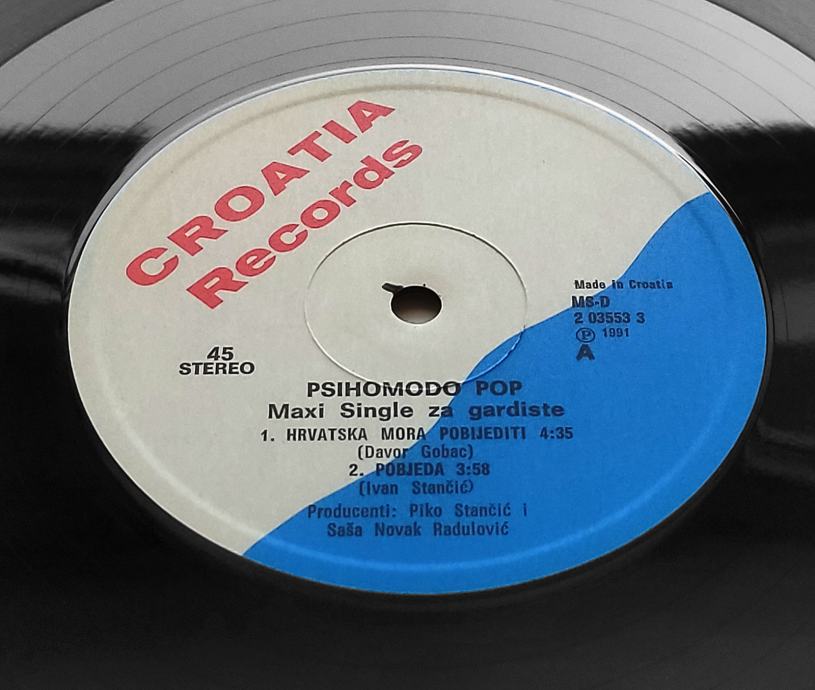 CROATIA
Records
Made in Croatia
MS-D
2 03553 3
Ⓟ 1991
A
45
STEREO
PSIHOMODO POP
Maxi Single za gardiste
1. HRVATSKA MORA POBIJEDITI 4:35
(Davor Gobac)
2. POBJEDA 3:58
(Ivan Stančić)
Producenti: Piko Stančić i
Saša Novak Radulović